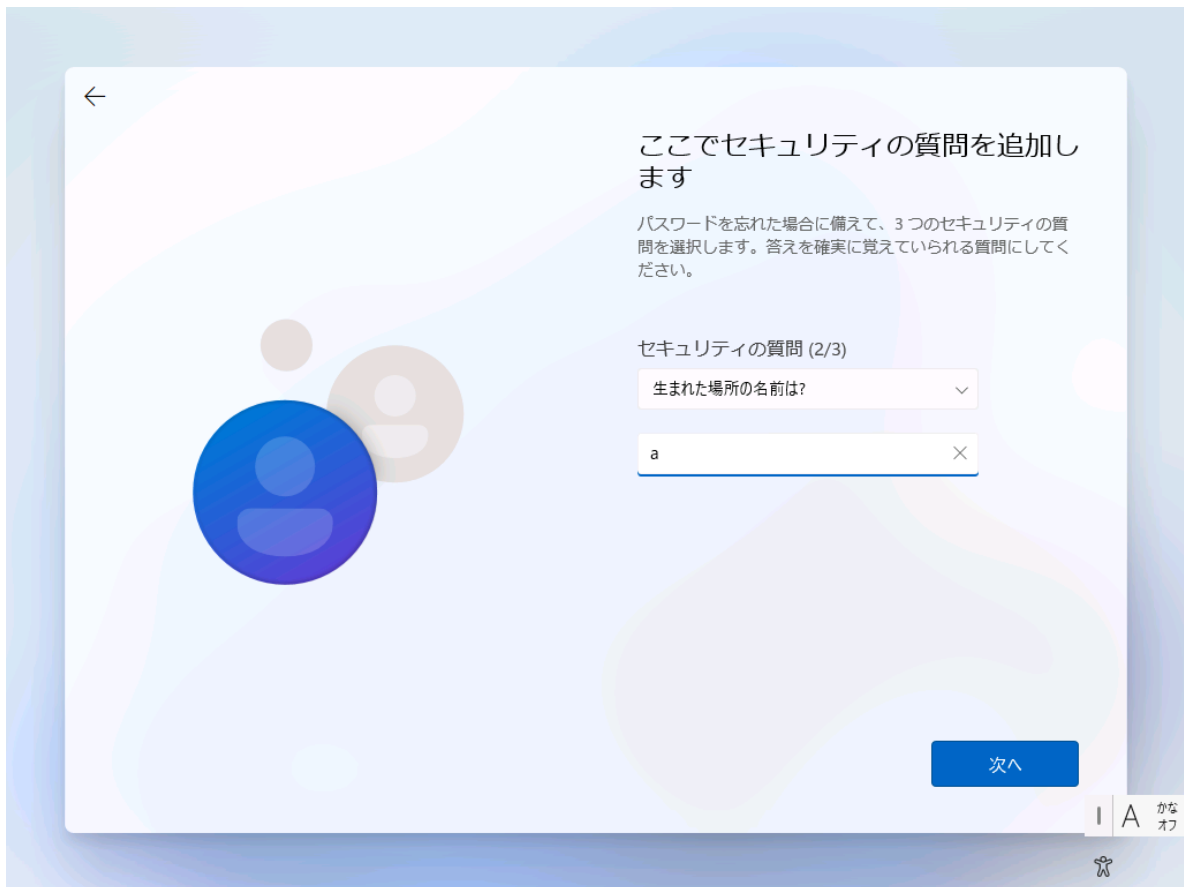 ここでセキュリティの質問を追加し
ます
パスワードを忘れた場合に備えて、3 つのセキュリティの質
問を選択します。答えを確実に覚えていられる質問にしてく
ださい。
セキュリティの質問 (2/3)
生まれた場所の名前は?
a
次へ
A かな
オフ